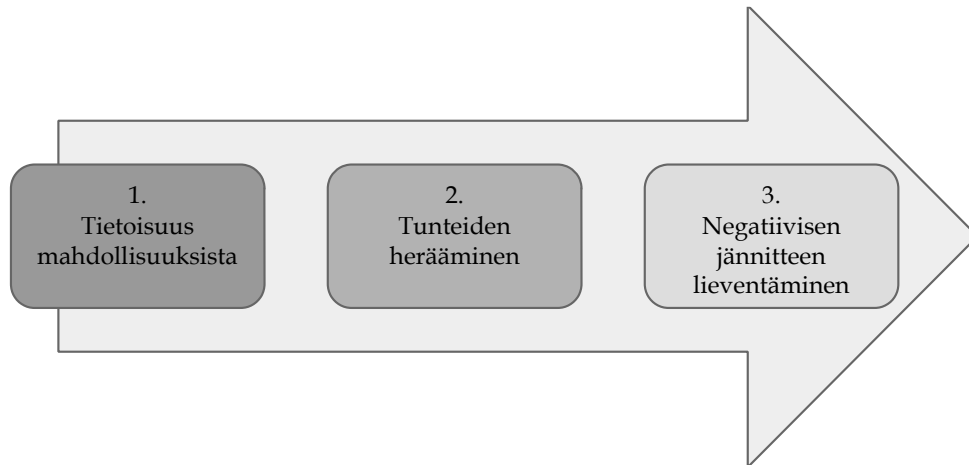 1.
Tietoisuus
mahdollisuuksista
2.
Tunteiden
herääminen
3.
Negatiivisen
jännitteen
lieventäminen